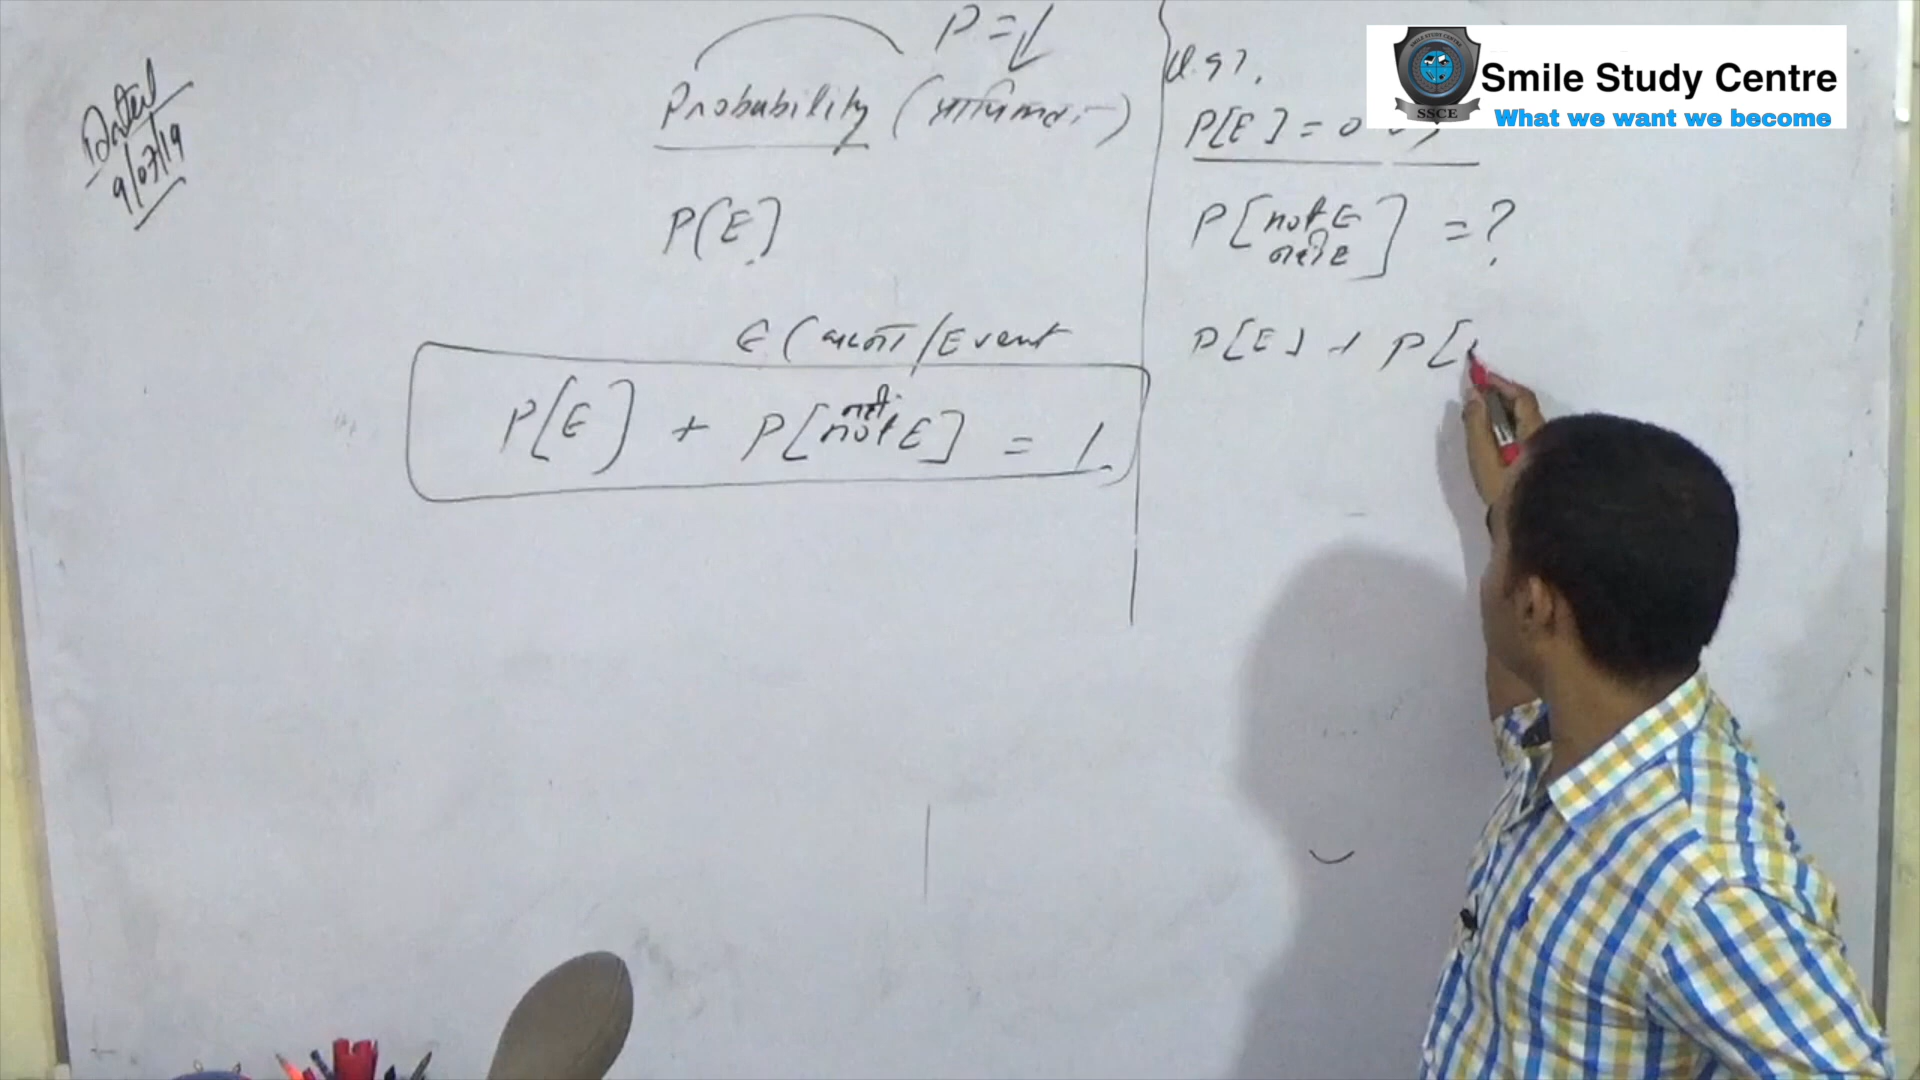 Dated
9/07/19
P =
Probability (प्रायिकता)
P(E)
E (घटना/Event
P[E] + P[not E] = 1.
P[E] = 0
P[not E
नहीं E] = ?
P[E] + P[
Smile Study Centre
What we want we become
SSCE